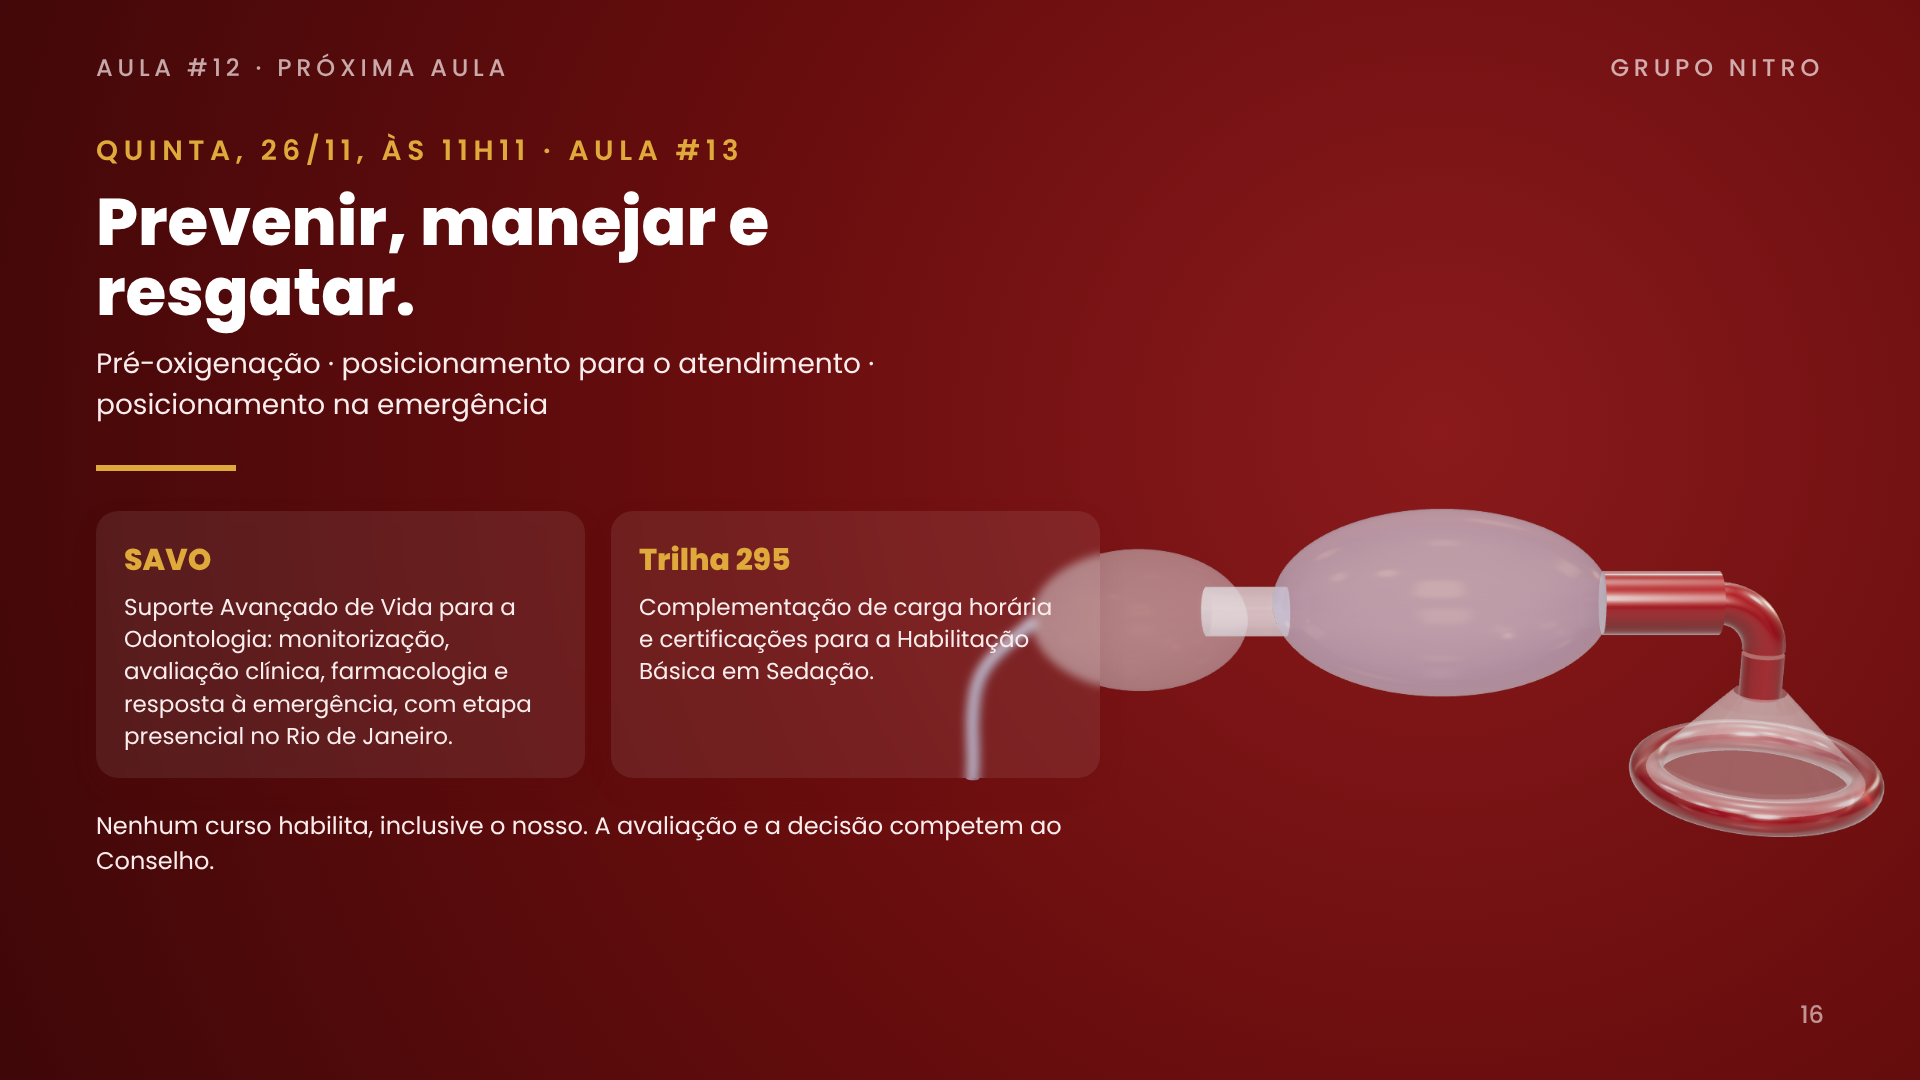 AULA #12 · PRÓXIMA AULA
GRUPO NITRO
QUINTA, 26/11, ÀS 11H11 · AULA #13
Prevenir, manejar e
resgatar.
Pré-oxigenação · posicionamento para o atendimento ·
posicionamento na emergência
SAVO
Suporte Avançado de Vida para a
Odontologia: monitorização,
avaliação clínica, farmacologia e
resposta à emergência, com etapa
presencial no Rio de Janeiro.
Trilha 295
Complementação de carga horária
e certificações para a Habilitação
Básica em Sedação.
Nenhum curso habilita, inclusive o nosso. A avaliação e a decisão competem ao
Conselho.
16